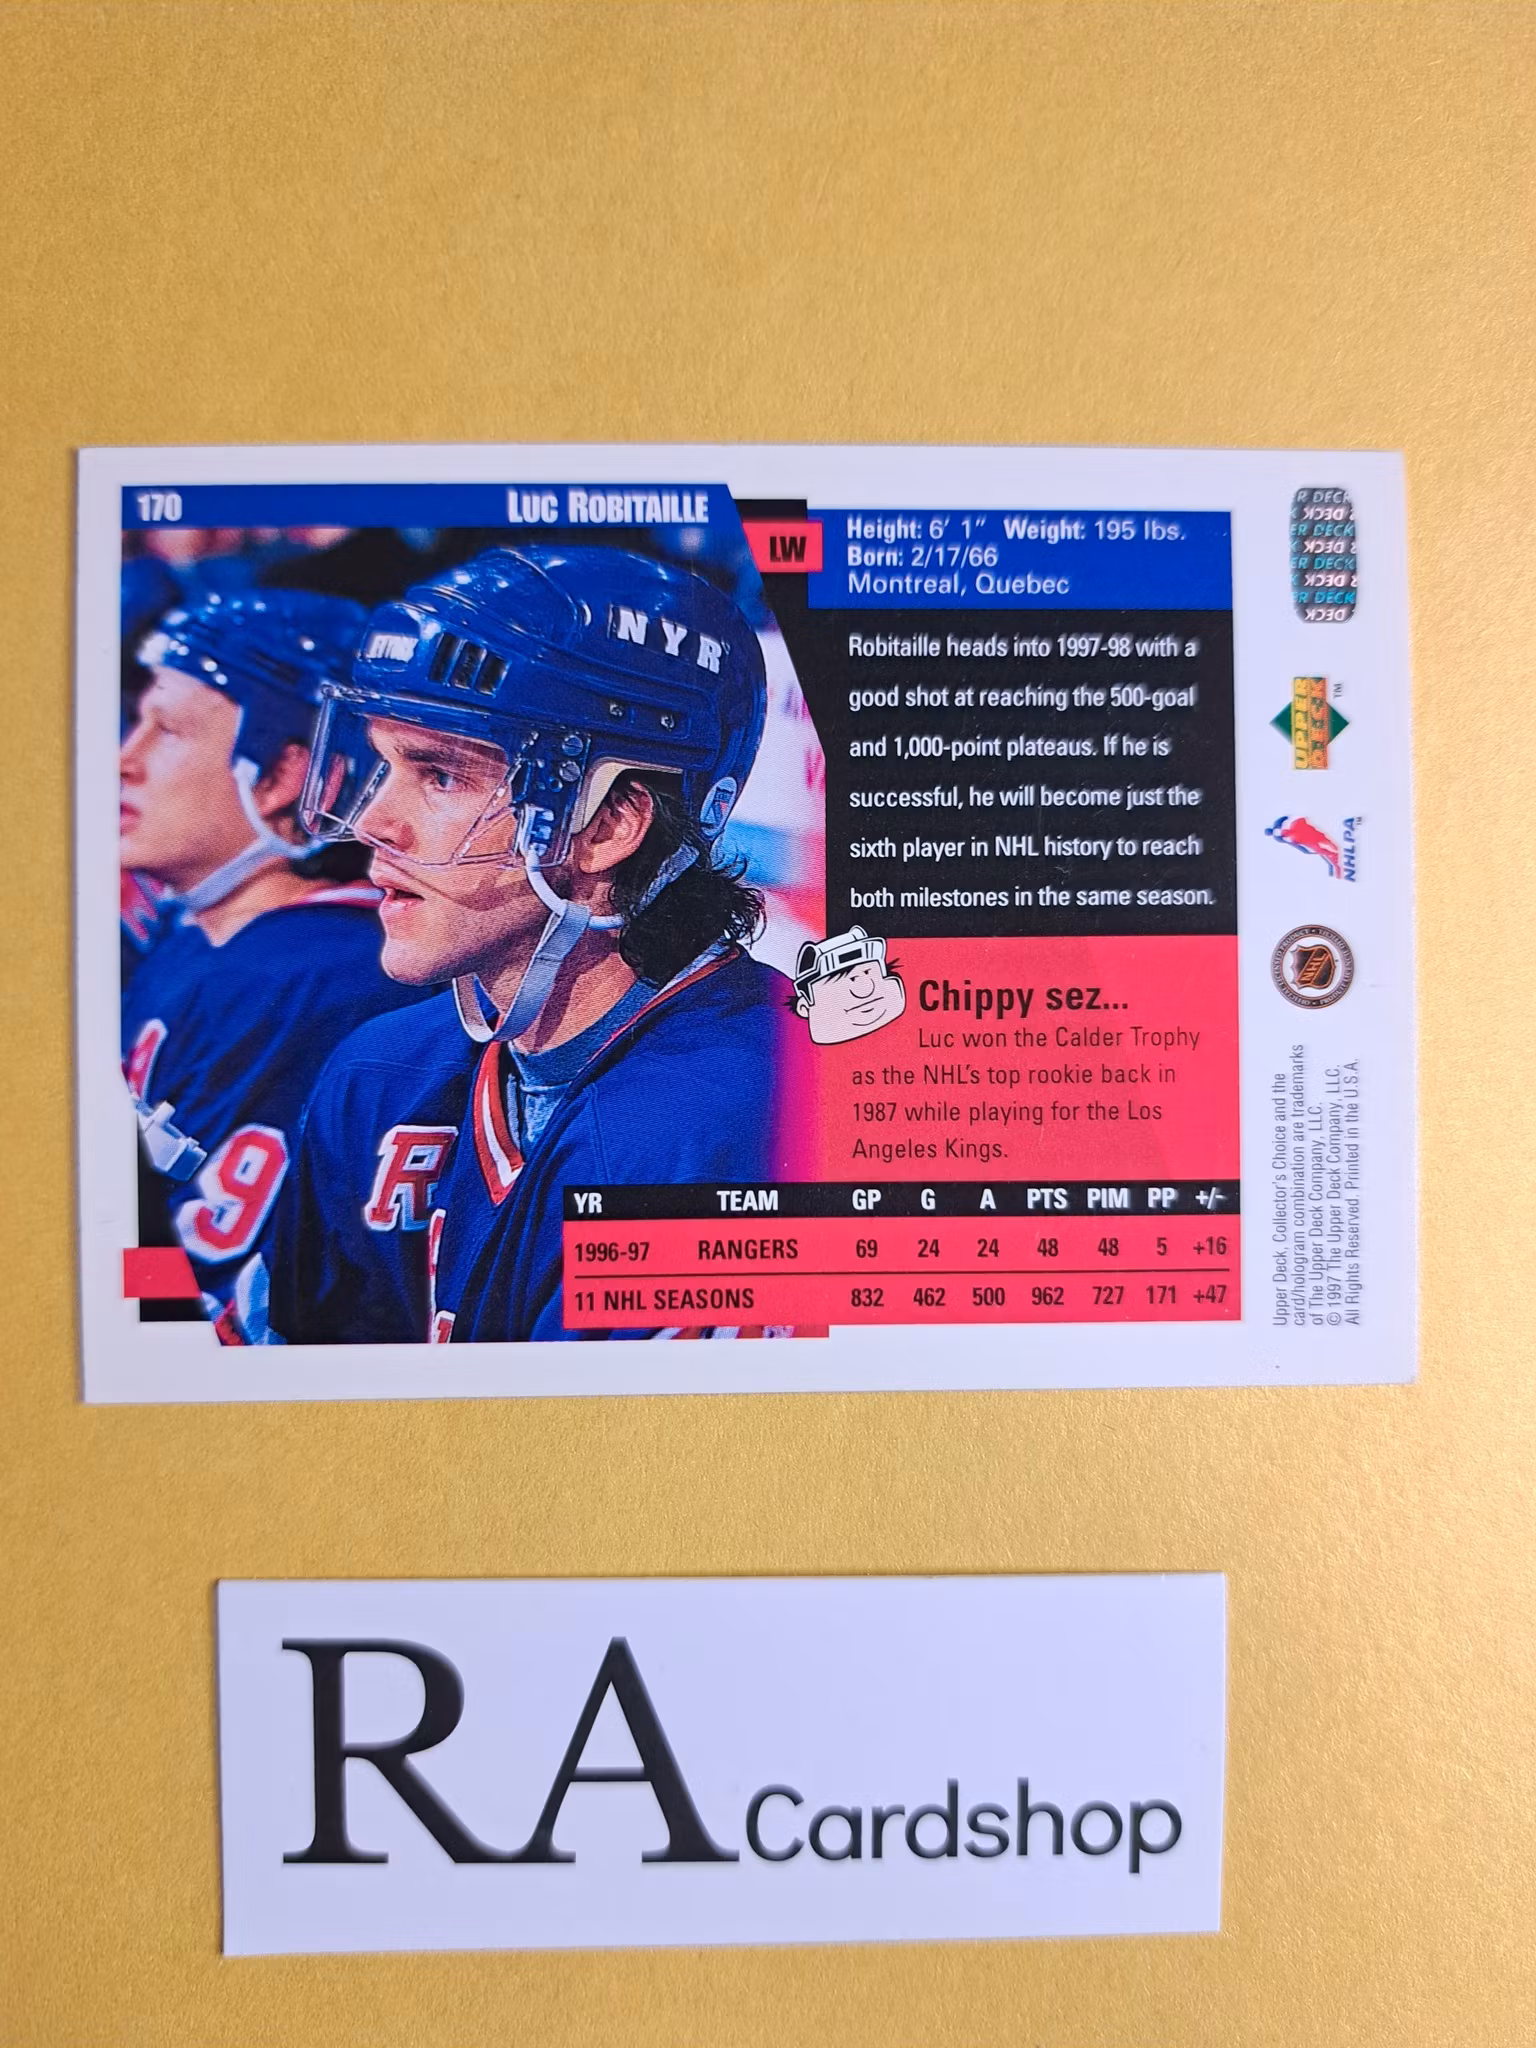 170 LUC ROBITAILLE
LW
Height: 6' 1" Weight: 195 lbs.
Born: 2/17/66
Montreal, Quebec
Robitaille heads into 1997-98 with a
good shot at reaching the 500-goal
and 1,000-point plateaus. If he is
successful, he will become just the
sixth player in NHL history to reach
both milestones in the same season.
Chippy sez...
Luc won the Calder Trophy
as the NHL's top rookie back in
1987 while playing for the Los
Angeles Kings.
YR TEAM GP G A PTS PIM PP +/-
1996-97 RANGERS 69 24 24 48 48 5 +16
11 NHL SEASONS 832 462 500 962 727 171 +47
NYR
R
9
UPPER
DECK™
NHLPA™
NHL
Upper Deck, Collector's Choice and the
card/hologram combination are trademarks
of The Upper Deck Company, LLC.
© 1997 The Upper Deck Company, LLC.
All Rights Reserved. Printed in the U.S.A.
RA Cardshop